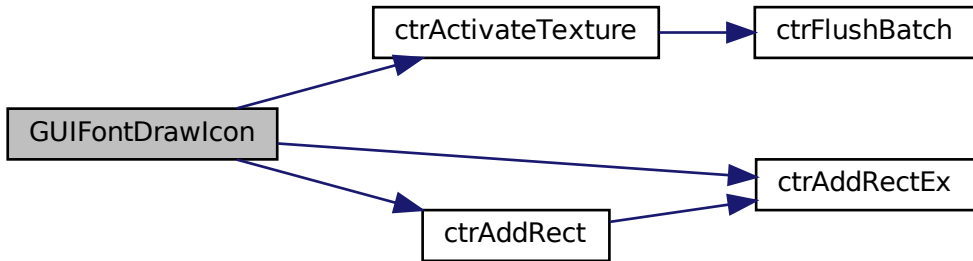 GUIFontDrawIcon
ctrActivateTexture
ctrFlushBatch
ctrAddRectEx
ctrAddRect